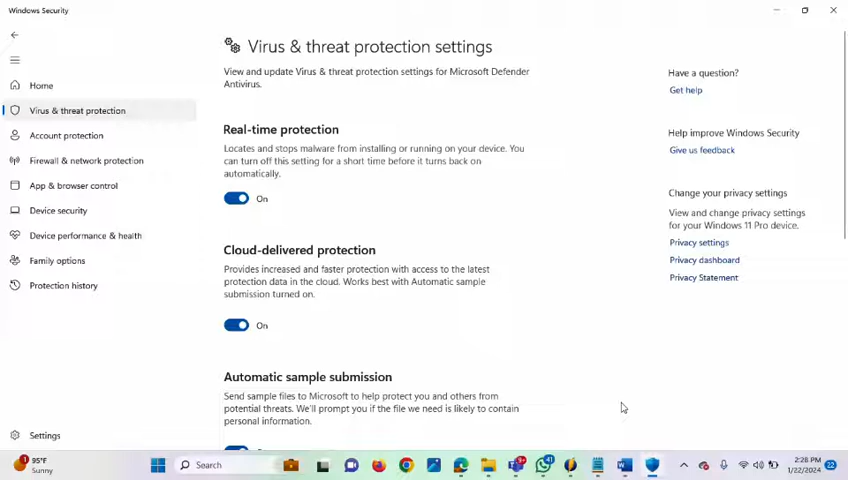 Windows Security
Virus & threat protection settings
View and update Virus & threat protection settings for Microsoft Defender
Antivirus.
Home
Virus & threat protection
Account protection
Firewall & network protection
App & browser control
Device security
Device performance & health
Family options
Protection history
Settings
Real-time protection
Locates and stops malware from installing or running on your device. You
can turn off this setting for a short time before it turns back on
automatically.
On
Cloud-delivered protection
Provides increased and faster protection with access to the latest
protection data in the cloud. Works best with Automatic sample
submission turned on.
On
Automatic sample submission
Send sample files to Microsoft to help protect you and others from
potential threats. We'll prompt you if the file we need is likely to contain
personal information.
Have a question?
Get help
Help improve Windows Security
Give us feedback
Change your privacy settings
View and change privacy settings
for your Windows 11 Pro device.
Privacy settings
Privacy dashboard
Privacy Statement
1
95°F
Sunny
Search
9+
41
2:28 PM
1/22/2024
22